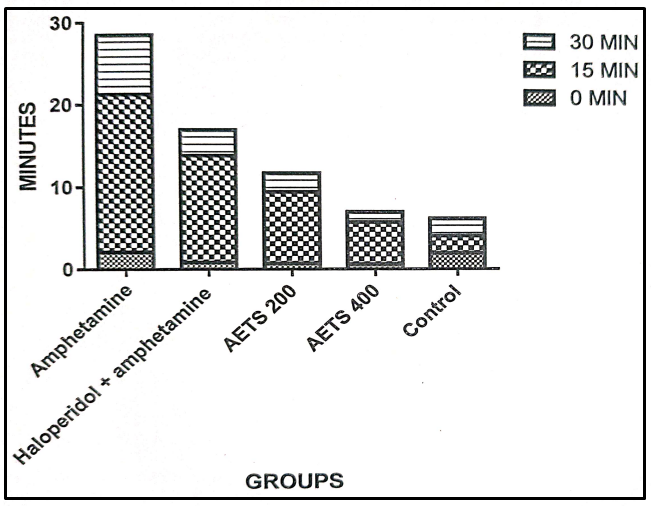 30
20
10
0
MINUTES
30 MIN
15 MIN
0 MIN
Amphetamine
Haloperidol + amphetamine
AETS 200
AETS 400
Control
GROUPS